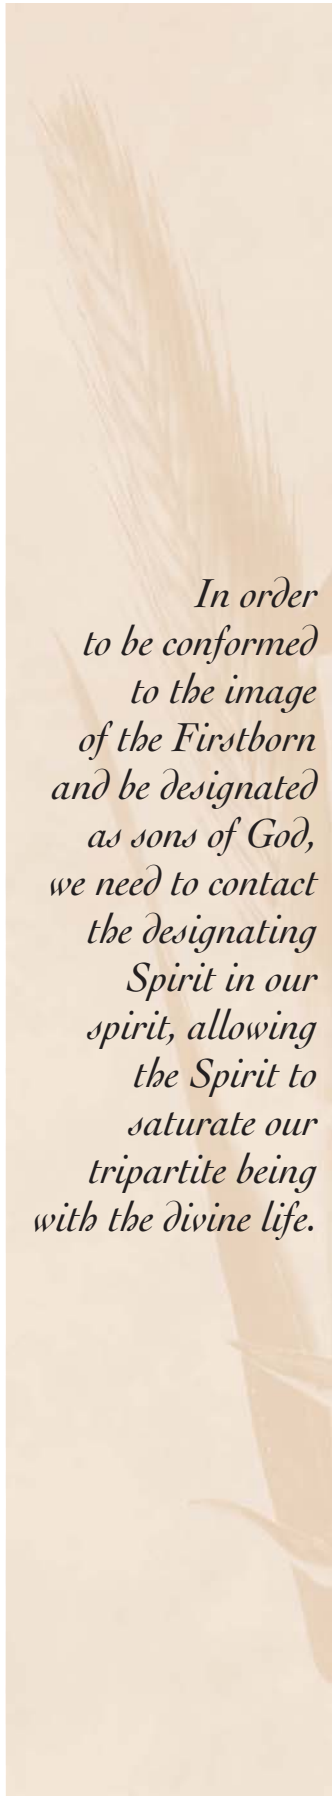 In order
to be conformed
to the image
of the Firstborn
and be designated
as sons of God,
we need to contact
the designating
Spirit in our
spirit, allowing
the Spirit to
saturate our
tripartite being
with the divine life.